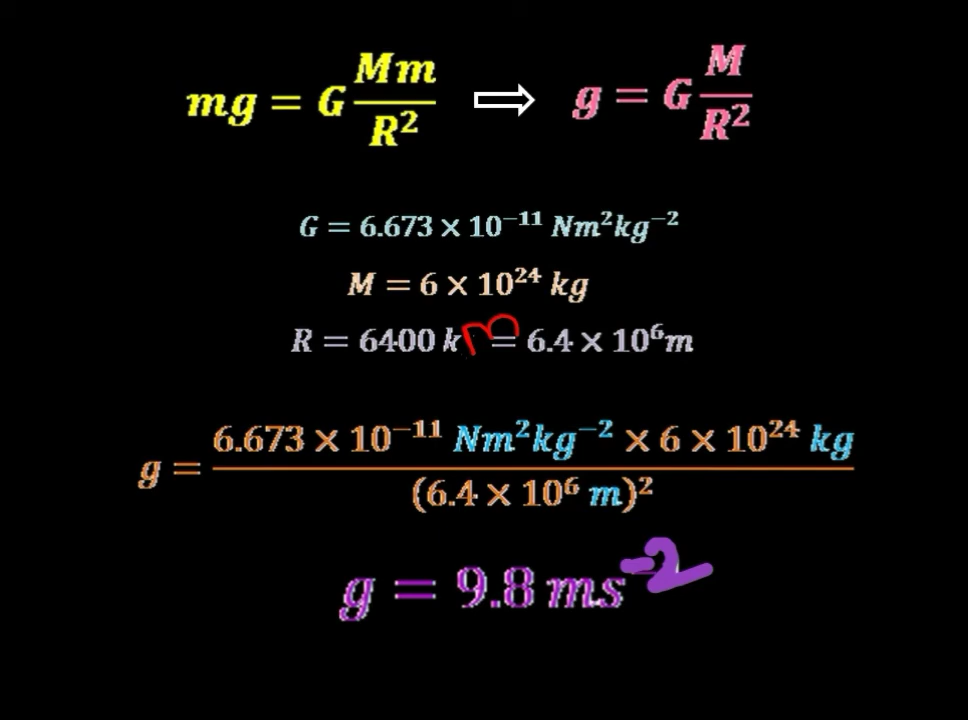 mg = G Mm/R² ⇨ g = G M/R²
G = 6.673 × 10⁻¹¹ Nm²kg⁻²
M = 6 × 10²⁴ kg
R = 6400 km = 6.4 × 10⁶m
g = 6.673 × 10⁻¹¹ Nm²kg⁻² × 6 × 10²⁴ kg / (6.4 × 10⁶ m)²
g = 9.8 ms⁻²